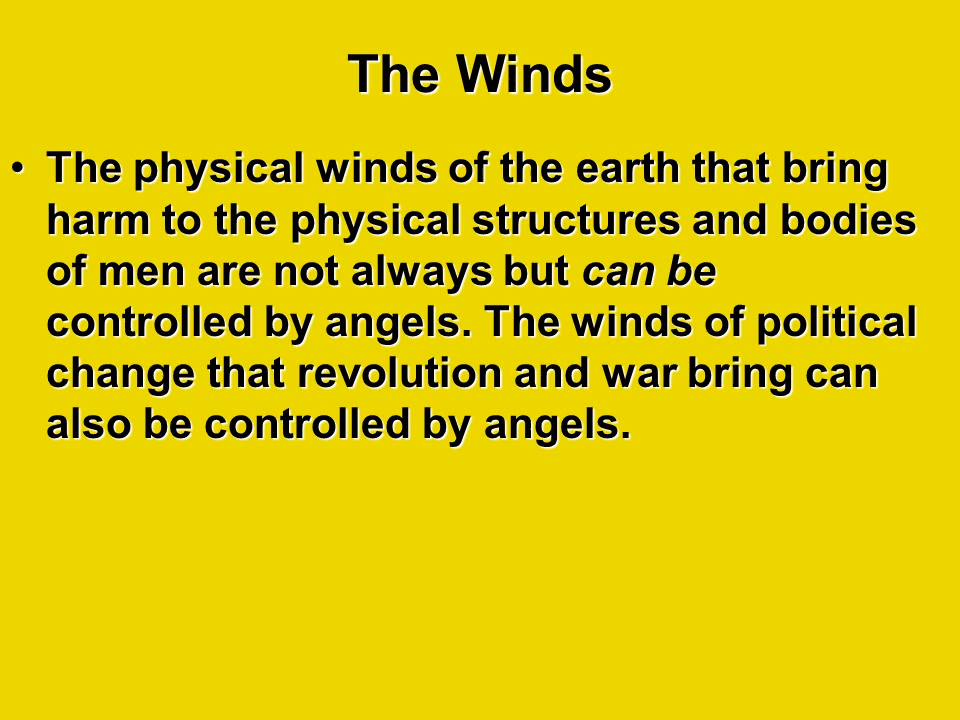 The Winds
• The physical winds of the earth that bring
harm to the physical structures and bodies
of men are not always but can be
controlled by angels. The winds of political
change that revolution and war bring can
also be controlled by angels.